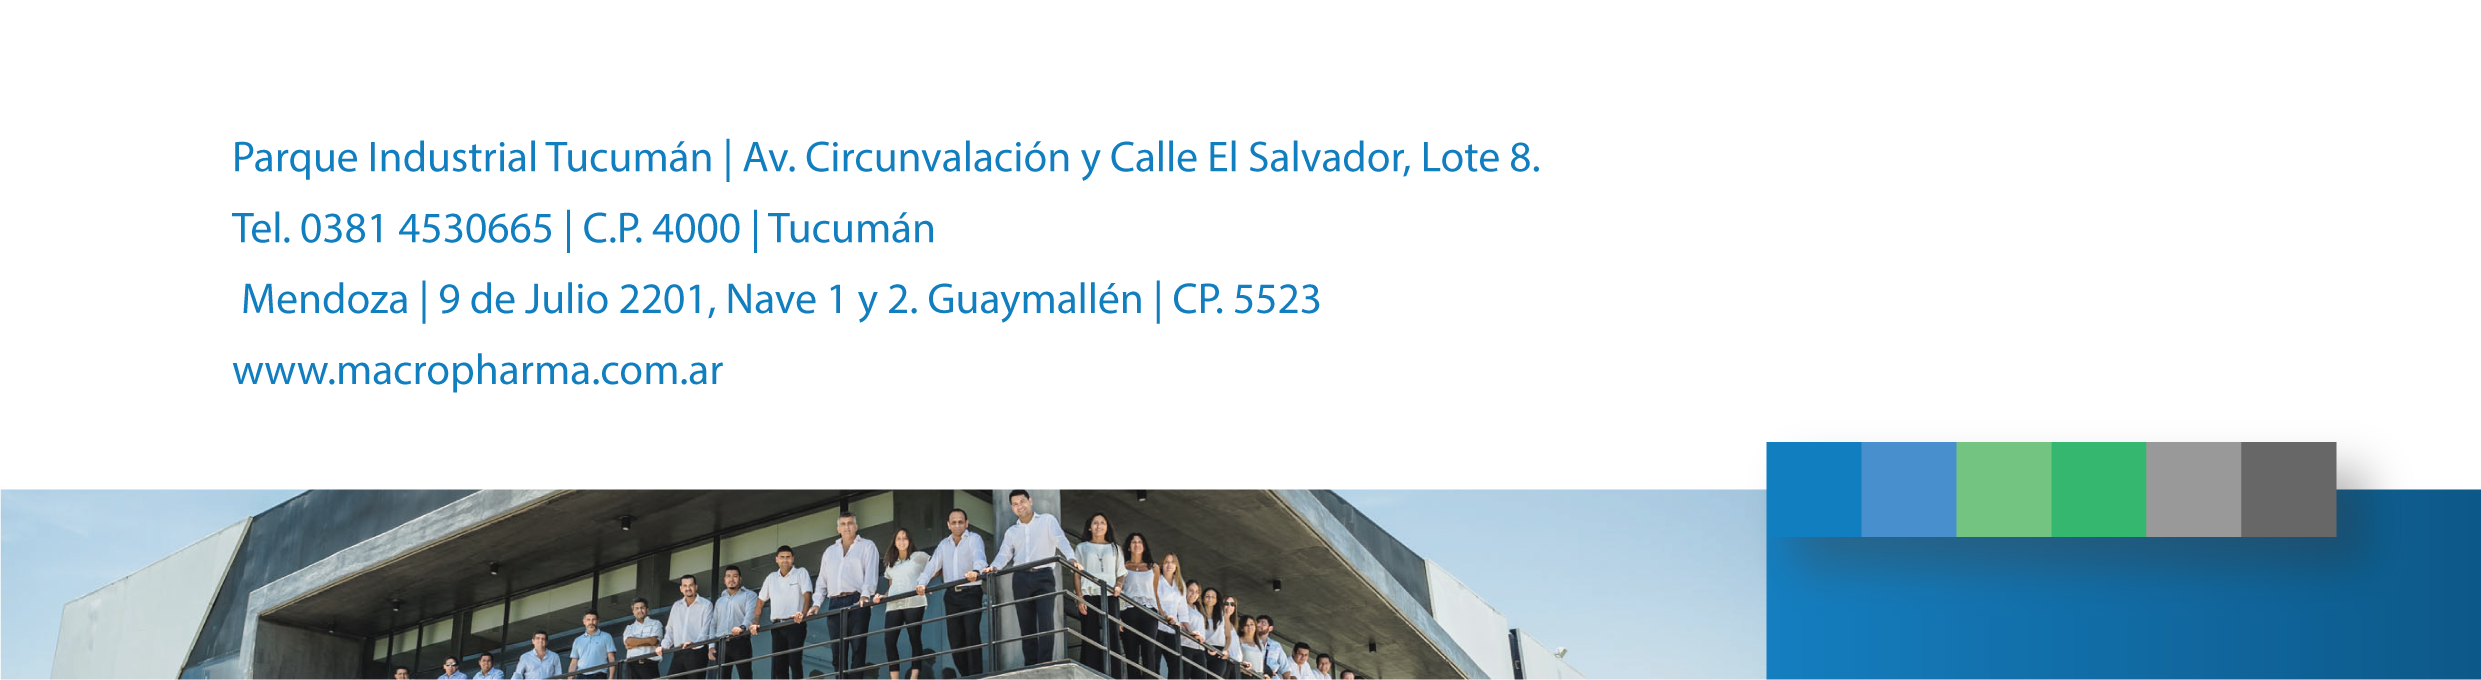 Parque Industrial Tucumán | Av. Circunvalación y Calle El Salvador, Lote 8.
Tel. 0381 4530665 | C.P. 4000 | Tucumán
Mendoza | 9 de Julio 2201, Nave 1 y 2. Guaymallén | CP. 5523
www.macropharma.com.ar